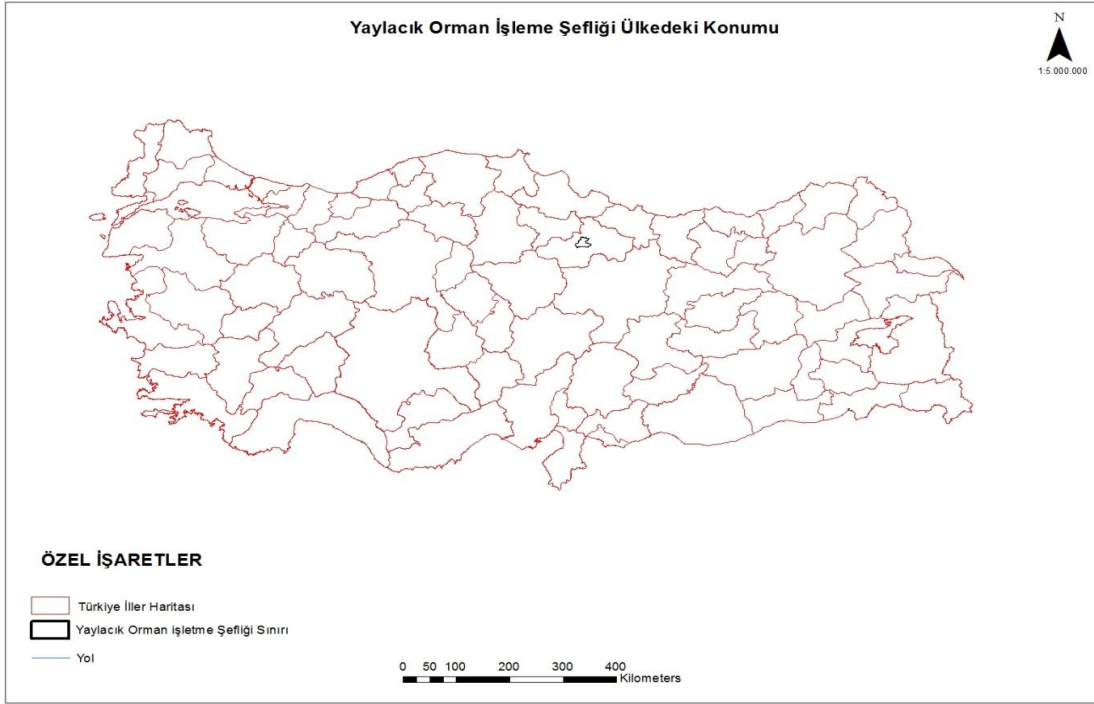 Yaylacık Orman İşleme Şefliği Ülkedeki Konumu
N
1:5.000.000
ÖZEL İŞARETLER
Türkiye İller Haritası
Yaylacık Orman işletme Şefliği Sınırı
Yol
0 50 100 200 300 400
Kilometers